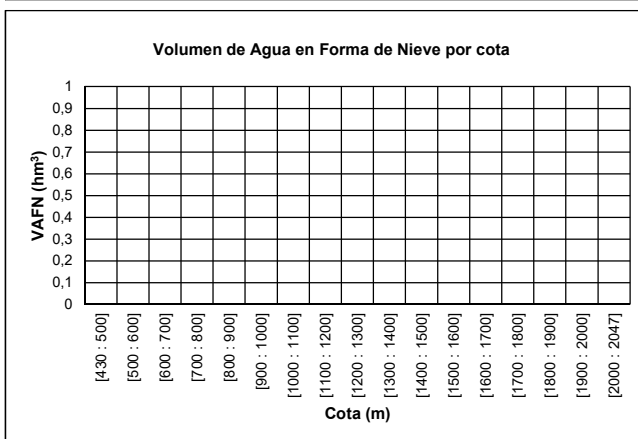 Volumen de Agua en Forma de Nieve por cota
VAFN (hm³)
1
0,9
0,8
0,7
0,6
0,5
0,4
0,3
0,2
0,1
0
[430 : 500]
[500 : 600]
[600 : 700]
[700 : 800]
[800 : 900]
[900 : 1000]
[1000 : 1100]
[1100 : 1200]
[1200 : 1300]
[1300 : 1400]
[1400 : 1500]
[1500 : 1600]
[1600 : 1700]
[1700 : 1800]
[1800 : 1900]
[1900 : 2000]
[2000 : 2047]
Cota (m)